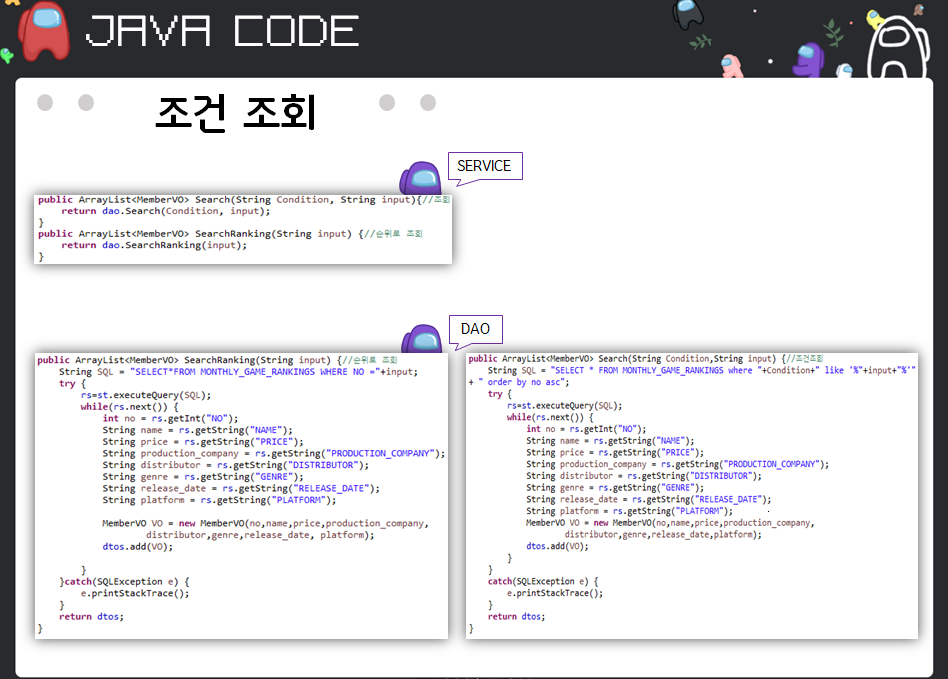 JAVA CODE
조건 조회
SERVICE
public ArrayList<MemberVO> Search(String Condition, String input){//조회
return dao.Search(Condition, input);
}
public ArrayList<MemberVO> SearchRanking(String input) {//순위로 조회
return dao.SearchRanking(input);
}
DAO
public ArrayList<MemberVO> SearchRanking(String input) {//순위로 조회
String SQL = "SELECT*FROM MONTHLY_GAME_RANKINGS WHERE NO ="+input;
try {
rs=st.executeQuery(SQL);
while(rs.next()) {
int no = rs.getInt("NO");
String name = rs.getString("NAME");
String price = rs.getString("PRICE");
String production_company = rs.getString("PRODUCTION_COMPANY");
String distributor = rs.getString("DISTRIBUTOR");
String genre = rs.getString("GENRE");
String release_date = rs.getString("RELEASE_DATE");
String platform = rs.getString("PLATFORM");
MemberVO VO = new MemberVO(no,name,price,production_company,
distributor,genre,release_date, platform);
dtos.add(VO);
}
}catch(SQLException e) {
e.printStackTrace();
}
return dtos;
}
public ArrayList<MemberVO> Search(String Condition,String input) {//조건조회
String SQL = "SELECT * FROM MONTHLY_GAME_RANKINGS where "+Condition+" like '%"+input+"%'"
+ " order by no asc";
try {
rs=st.executeQuery(SQL);
while(rs.next()) {
int no = rs.getInt("NO");
String name = rs.getString("NAME");
String price = rs.getString("PRICE");
String production_company = rs.getString("PRODUCTION_COMPANY");
String distributor = rs.getString("DISTRIBUTOR");
String genre = rs.getString("GENRE");
String release_date = rs.getString("RELEASE_DATE");
String platform = rs.getString("PLATFORM");
MemberVO VO = new MemberVO(no,name,price,production_company,
distributor,genre,release_date,platform);
dtos.add(VO);
}
}
catch(SQLException e) {
e.printStackTrace();
}
return dtos;
}